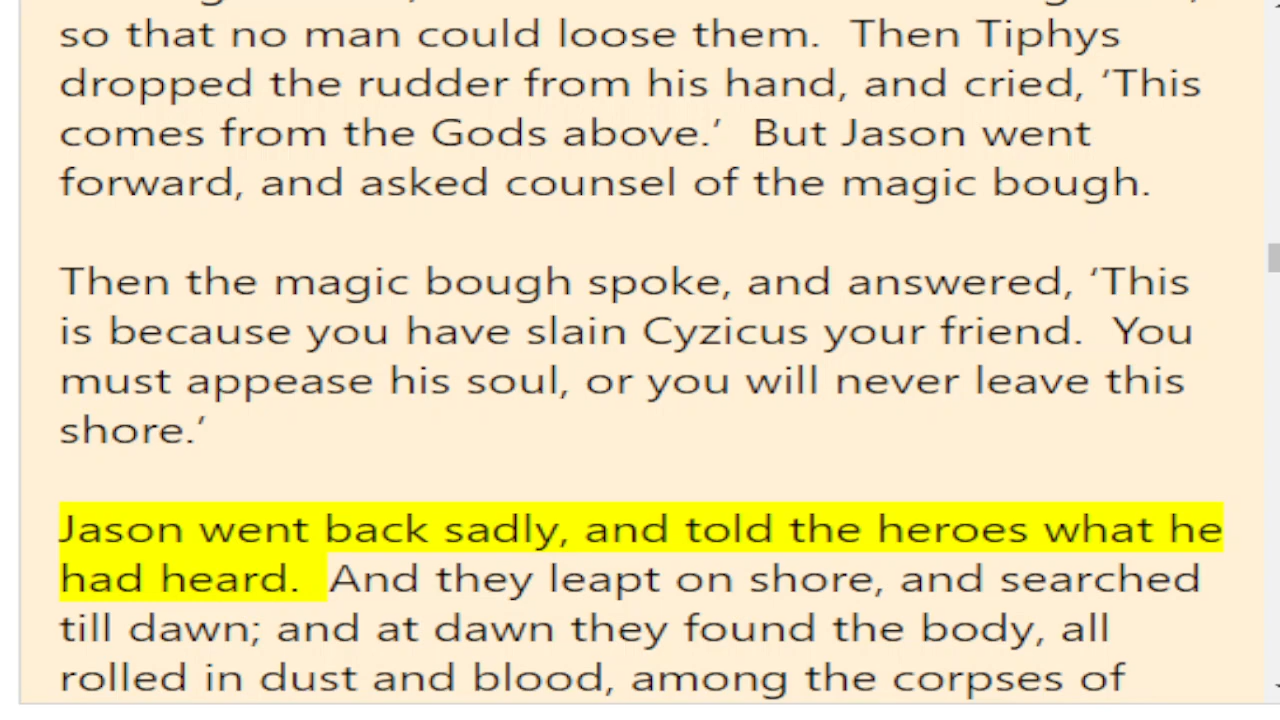 so that no man could loose them.  Then Tiphys
dropped the rudder from his hand, and cried, ‘This
comes from the Gods above.’  But Jason went
forward, and asked counsel of the magic bough.
Then the magic bough spoke, and answered, ‘This
is because you have slain Cyzicus your friend.  You
must appease his soul, or you will never leave this
shore.’
Jason went back sadly, and told the heroes what he
had heard.  And they leapt on shore, and searched
till dawn; and at dawn they found the body, all
rolled in dust and blood, among the corpses of